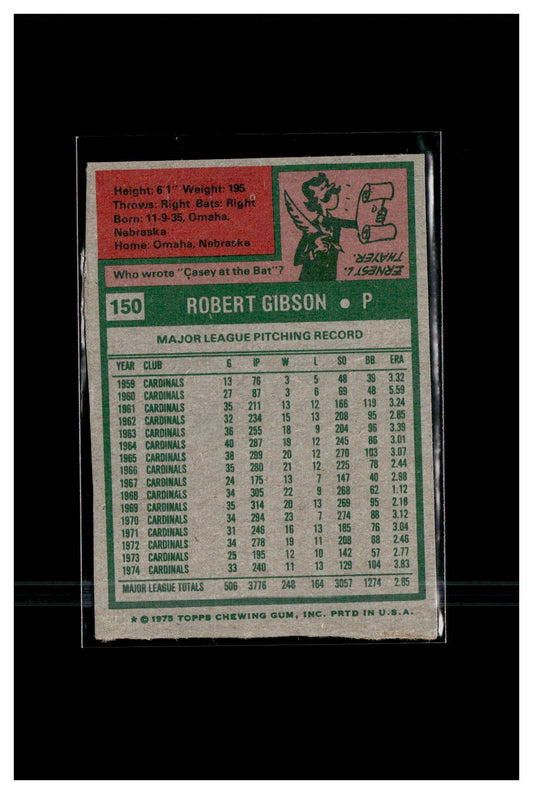 Height: 6'1" Weight: 195
Throws: Right Bats: Right
Born: 11-9-35, Omaha,
Nebraska
Home: Omaha, Nebraska
Who wrote "Casey at the Bat"?
ERNEST L.
THAYER.
150 ROBERT GIBSON • P
MAJOR LEAGUE PITCHING RECORD
YEAR CLUB G IP W L SO BB ERA
1959 CARDINALS 13 76 3 5 48 39 3.32
1960 CARDINALS 27 87 3 6 69 48 5.59
1961 CARDINALS 35 211 13 12 166 119 3.24
1962 CARDINALS 32 234 15 13 208 95 2.85
1963 CARDINALS 36 255 18 9 204 96 3.39
1964 CARDINALS 40 287 19 12 245 86 3.01
1965 CARDINALS 38 299 20 12 270 103 3.07
1966 CARDINALS 35 280 21 12 225 78 2.44
1967 CARDINALS 24 175 13 7 147 40 2.98
1968 CARDINALS 34 305 22 9 268 62 1.12
1969 CARDINALS 35 314 20 13 269 95 2.18
1970 CARDINALS 34 294 23 7 274 88 3.12
1971 CARDINALS 31 246 16 13 185 76 3.04
1972 CARDINALS 34 278 19 11 208 88 2.46
1973 CARDINALS 25 195 12 10 142 57 2.77
1974 CARDINALS 33 240 11 13 129 104 3.83
MAJOR LEAGUE TOTALS 506 3776 248 164 3057 1274 2.85
★ © 1975 TOPPS CHEWING GUM, INC. PRTD IN U.S.A.